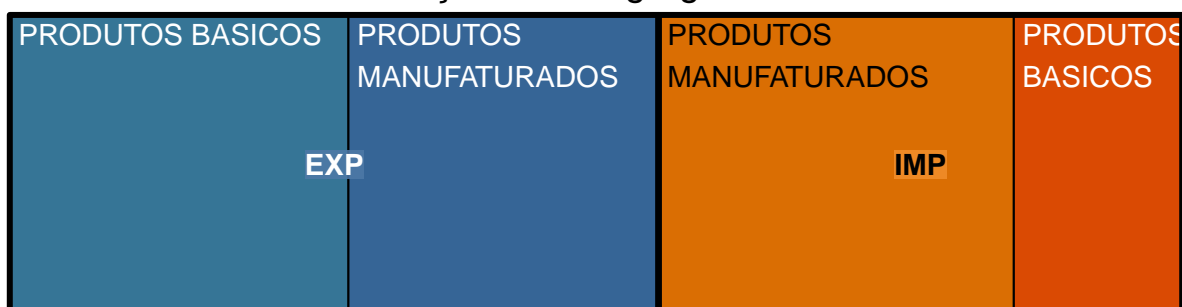 PRODUTOS BASICOS
PRODUTOS
MANUFATURADOS
PRODUTOS
MANUFATURADOS
PRODUTOS
BASICOS
EXP
IMP